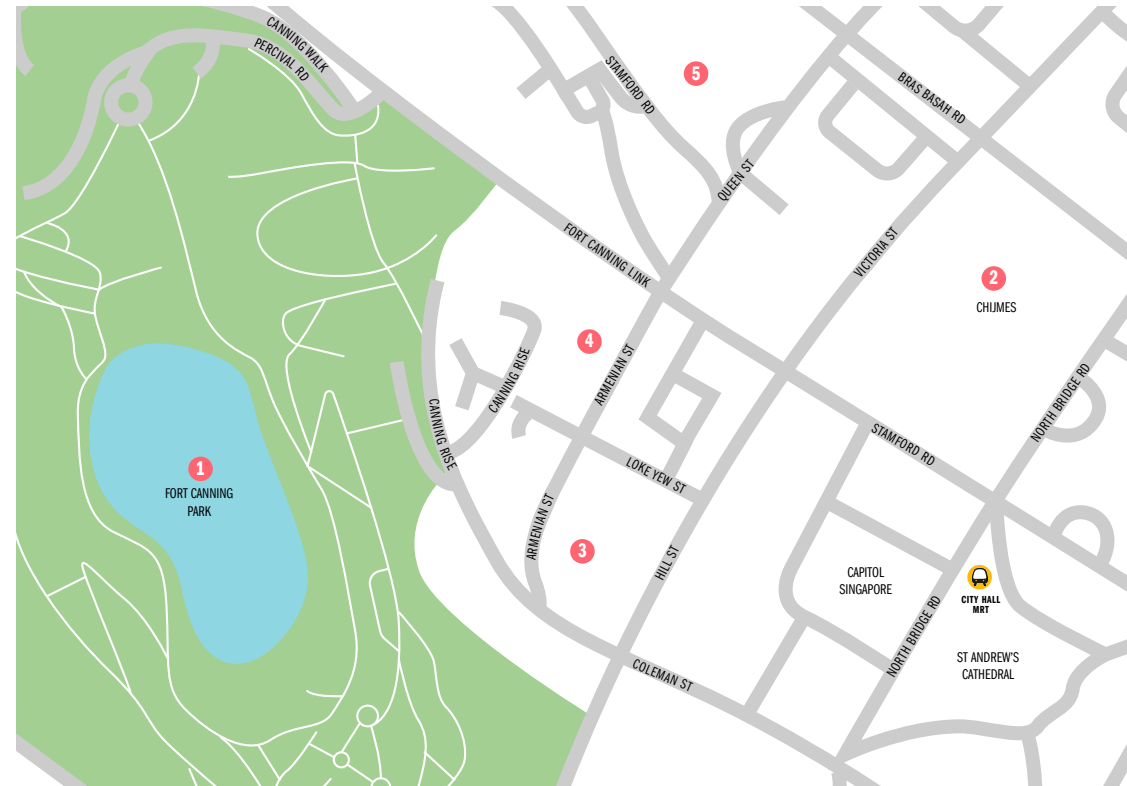 CANNING WALK
PERCIVAL RD
STAMFORD RD
5
BRAS BASAH RD
QUEEN ST
FORT CANNING LINK
VICTORIA ST
2
CHIJMES
4
ARMENIAN ST
CANNING RISE
NORTH BRIDGE RD
CANNING RISE
STAMFORD RD
1
FORT CANNING
PARK
LOKE YEW ST
ARMENIAN ST
3
HILL ST
CAPITOL
SINGAPORE
CITY HALL
MRT
NORTH BRIDGE RD
ST ANDREW'S
CATHEDRAL
COLEMAN ST